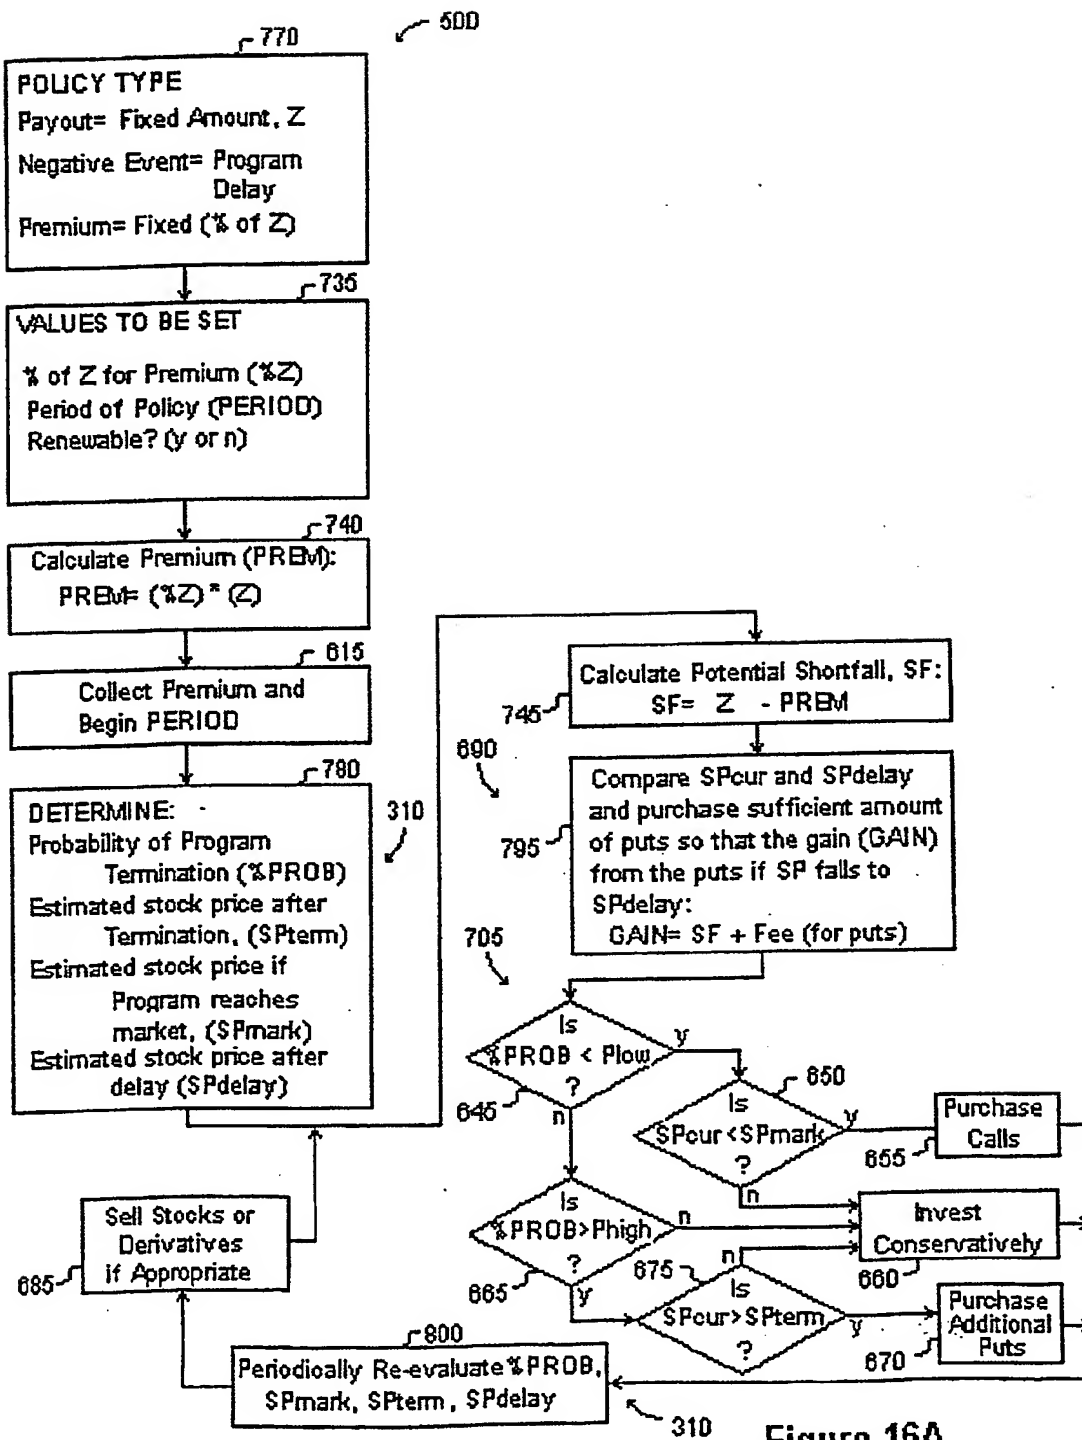 500
770
POLICY TYPE
Payout= Fixed Amount, Z
Negative Event= Program
Delay
Premium= Fixed (% of Z)
735
VALUES TO BE SET
% of Z for Premium (%Z)
Period of Policy (PERIOD)
Renewable? (y or n)
740
Calculate Premium (PREM):
PREM= (%Z) * (Z)
615
Collect Premium and
Begin PERIOD
780
DETERMINE:
Probability of Program
Termination (%PROB)
Estimated stock price after
Termination, (SPterm)
Estimated stock price if
Program reaches
market, (SPmark)
Estimated stock price after
delay (SPdelay)
310
Calculate Potential Shortfall, SF:
SF= Z - PREM
745
690
Compare SPcur and SPdelay
and purchase sufficient amount
of puts so that the gain (GAIN)
from the puts if SP falls to
SPdelay:
GAIN= SF + Fee (for puts)
795
705
Is
%PROB < Plow
?
y
n
645
650
Is
SPcur<SPmark
?
y
n
Purchase
Calls
655
Is
%PROB>Phigh
?
n
y
665
Invest
Conservatively
660
675
n
Is
SPcur>SPterm
?
y
Purchase
Additional
Puts
670
Sell Stocks or
Derivatives
if Appropriate
685
800
Periodically Re-evaluate %PROB,
SPmark, SPterm, SPdelay
310
Figure 16A